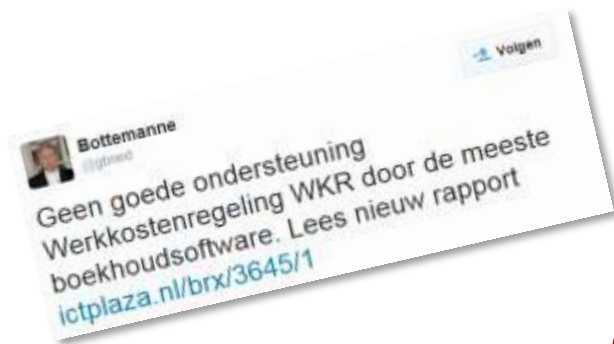 Volgen
Bottemanne
Geen goede ondersteuning
Werkkostenregeling WKR door de meeste
boekhoudsoftware. Lees nieuw rapport
ictplaza.nl/brx/3645/1